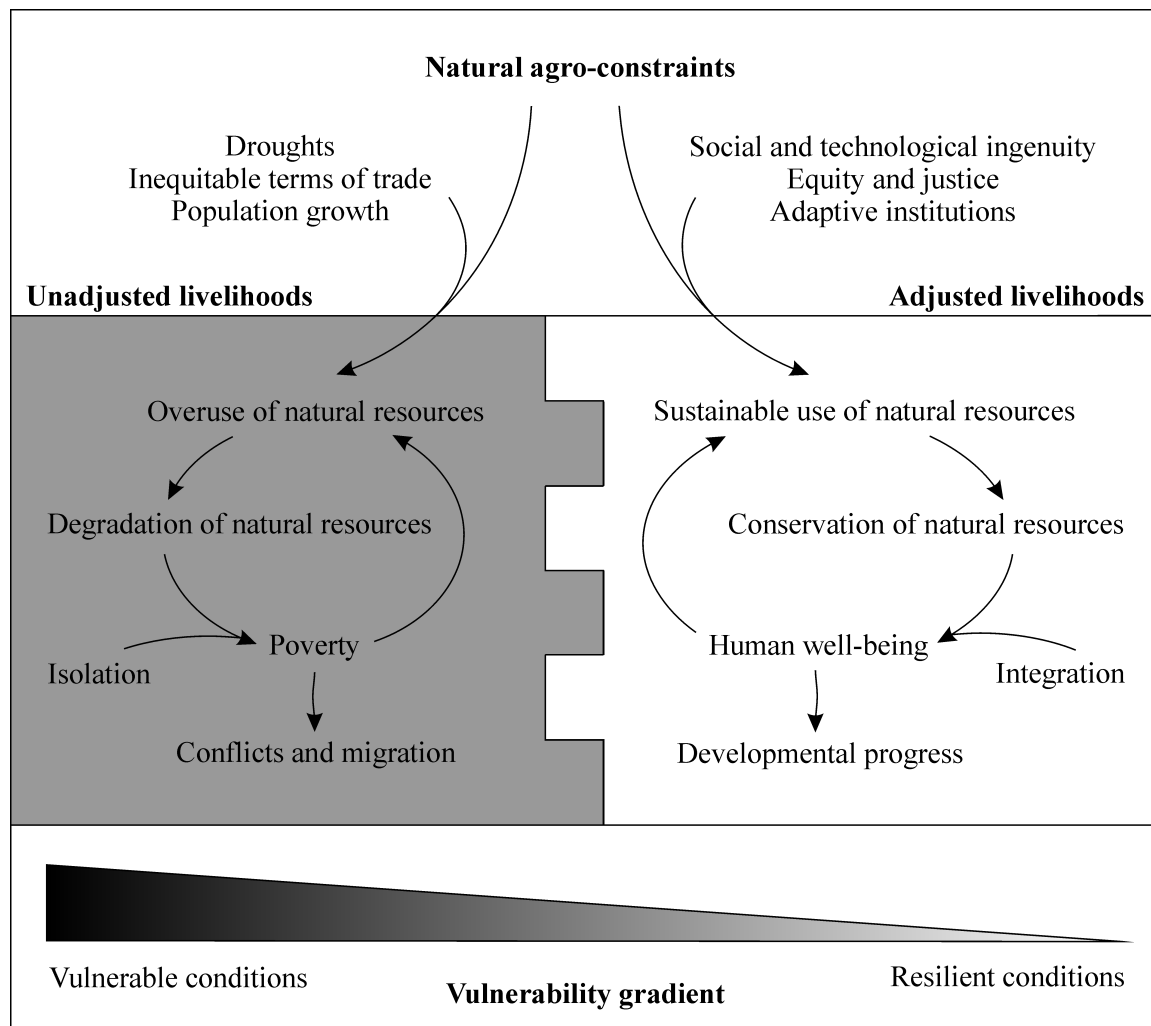 Natural agro-constraints
Droughts
Inequitable terms of trade
Population growth
Social and technological ingenuity
Equity and justice
Adaptive institutions
Unadjusted livelihoods
Adjusted livelihoods
Overuse of natural resources
Degradation of natural resources
Poverty
Isolation
Conflicts and migration
Sustainable use of natural resources
Conservation of natural resources
Human well-being
Integration
Developmental progress
Vulnerable conditions
Vulnerability gradient
Resilient conditions